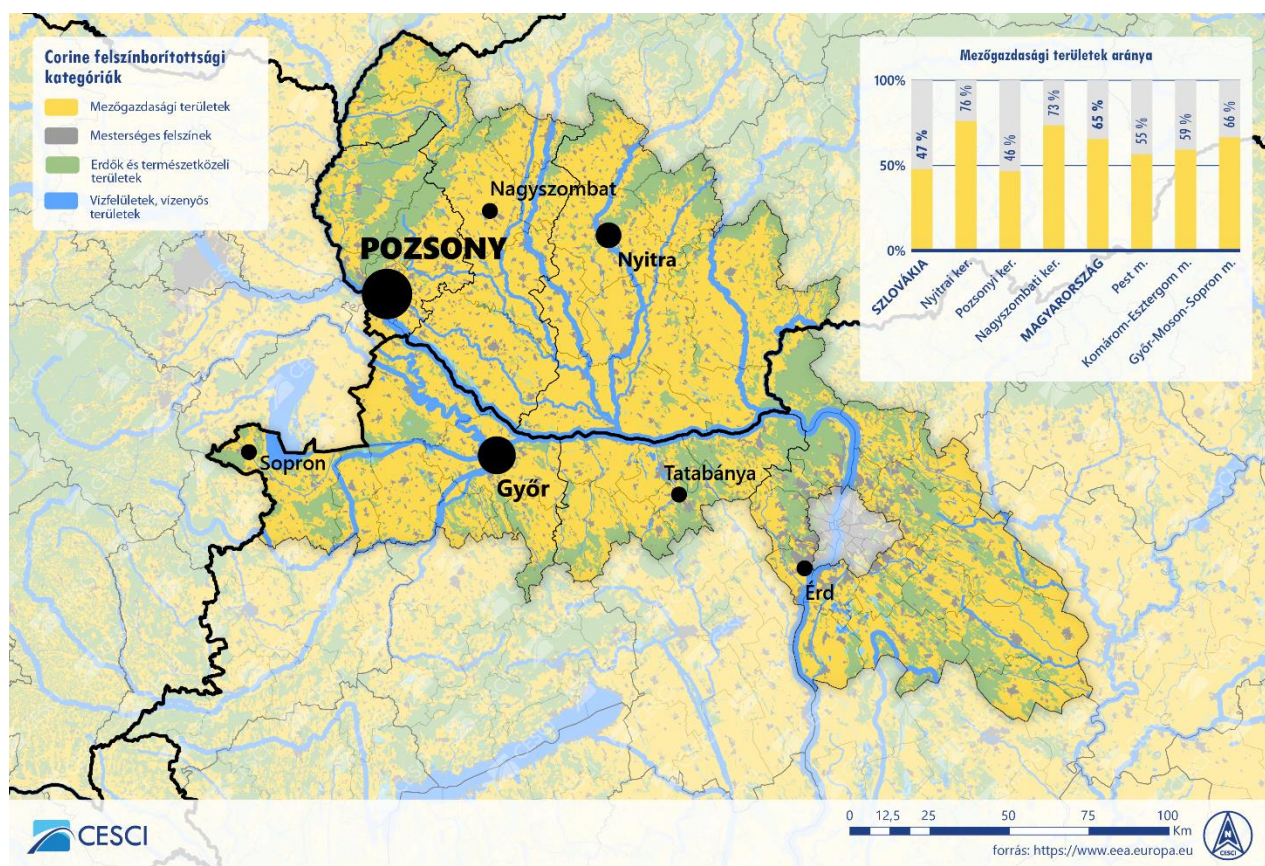 Corine felszínborítottsági
kategóriák
Mezőgazdasági területek
Mesterséges felszínek
Erdők és természetközeli
területek
Vízfelületek, vizenyős
területek
Mezőgazdasági területek aránya
100%
50%
0%
47 %
76 %
46 %
73 %
65 %
55 %
59 %
66 %
SZLOVÁKIA
Nyitrai ker.
Pozsonyi ker.
Nagyszombati ker.
MAGYARORSZÁG
Pest m.
Komárom-Esztergom m.
Győr-Moson-Sopron m.
Nagyszombat
POZSONY
Nyitra
Sopron
Győr
Tatabánya
Érd
CESCI
0 12,5 25 50 75 100
Km
forrás: https://www.eea.europa.eu
N
CESCI